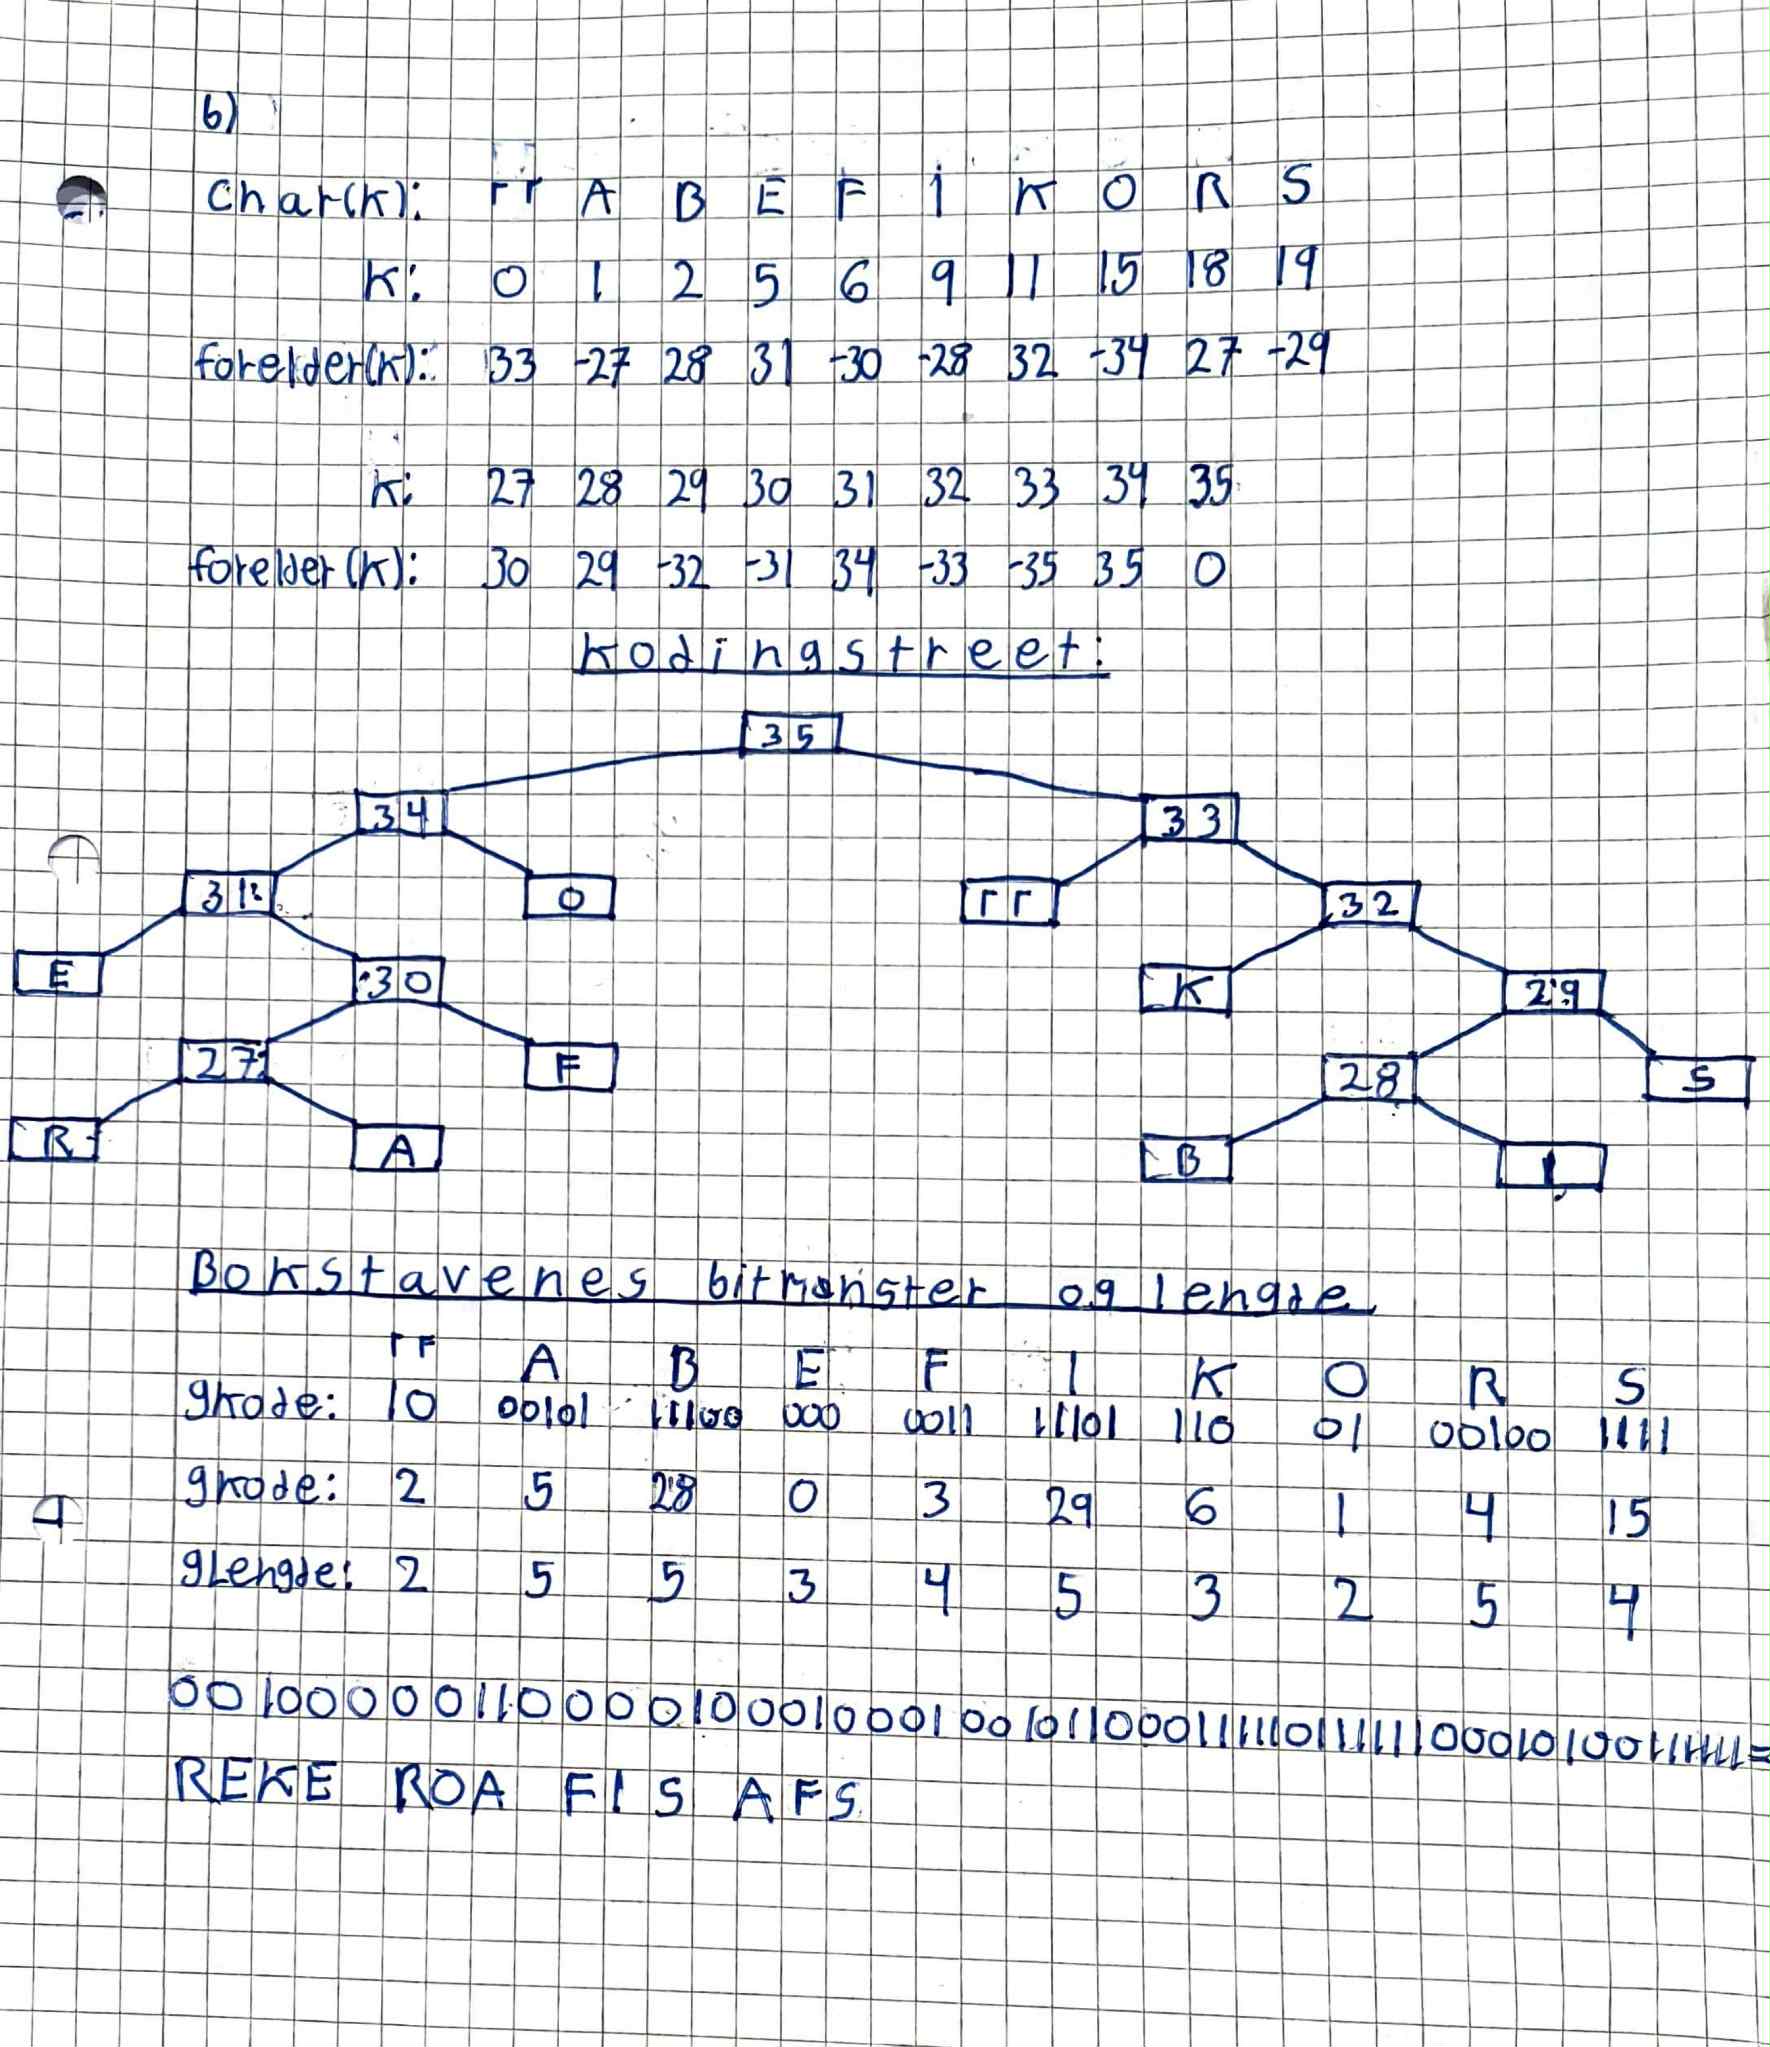 b)
Char(K): "" A B E F I K O R S
K: 0 1 2 5 6 9 11 15 18 19
forelder(K): 33 -27 28 31 -30 -28 32 -34 27 -29
K: 27 28 29 30 31 32 33 34 35
forelder(K): 30 29 -32 -31 34 -33 -35 35 0
Kodingstreet:
35
34 33
31 O "" 32
E 30 K 29
27 F 28 S
R A B I
Bokstavenes bitmønster og lengde
"" A B E F I K O R S
gkode: 10 00101 11100 000 0011 11101 110 01 00100 1111
gkode: 2 5 28 0 3 29 6 1 4 15
gLengde: 2 5 5 3 4 5 3 2 5 4
0010000011000010001000100101100011111011111100010100111111=
REKE ROA FIS AFS